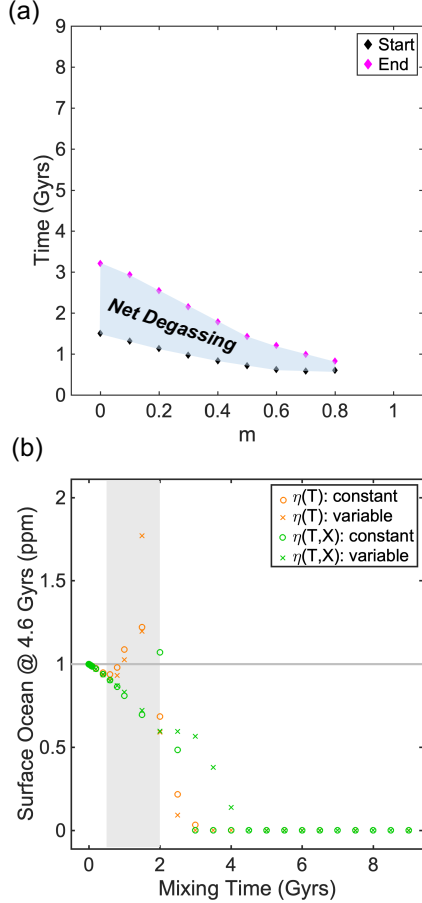 (a)
9
8
7
6
5
4
3
2
1
0
Time (Gyrs)
Start
End
Net Degassing
0
0.2
0.4
0.6
0.8
1
m
(b)
2
1.5
1
0.5
0
Surface Ocean @ 4.6 Gyrs (ppm)
η(T): constant
η(T): variable
η(T,X): constant
η(T,X): variable
0
2
4
6
8
Mixing Time (Gyrs)